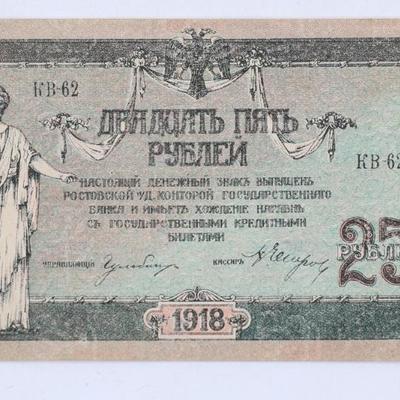 КВ-62
ДВАДЦАТЬ ПЯТЬ
РУБЛЕЙ
КВ-62
НАСТОЯЩІЙ ДЕНЕЖНЫЙ ЗНАКЪ ВЫПУЩЕНЪ
РОСТОВСКОЙ н/Д. КОНТОРОЙ ГОСУДАРСТВЕННАГО
БАНКА И ИМѢЕТЪ ХОЖДЕНІЕ НАРАВНѢ
СЪ ГОСУДАРСТВЕННЫМИ КРЕДИТНЫМИ
БИЛЕТАМИ
УПРАВЛЯЮЩІЙ
КАССИРЪ
25
РУБЛЕ
1918